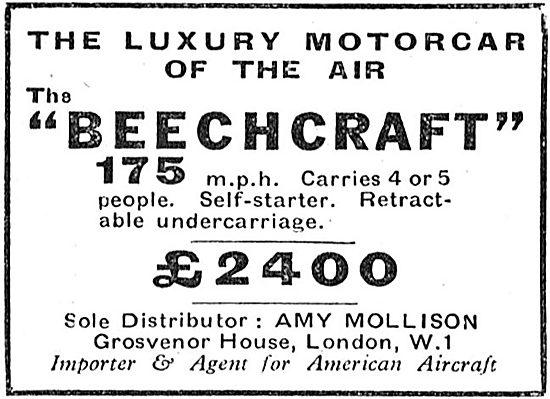 THE LUXURY MOTORCAR
OF THE AIR
The
"BEECHCRAFT"
175 m.p.h. Carries 4 or 5
people. Self-starter. Retract-
able undercarriage.
£2400
Sole Distributor: AMY MOLLISON
Grosvenor House, London, W.1
Importer & Agent for American Aircraft